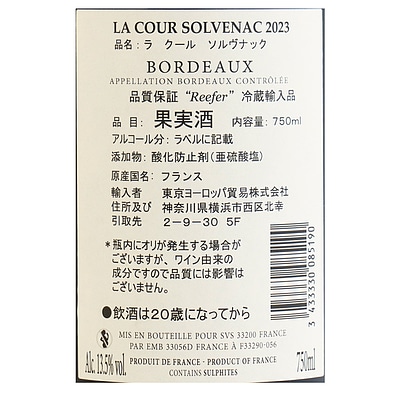 LA COUR SOLVENAC 2023
品名：ラ　クール　ソルヴナック
BORDEAUX
APPELLATION BORDEAUX CONTRÔLÉE
品質保証 “Reefer” 冷蔵輸入品
品 目： 果実酒 内容量：750ml
アルコール分：ラベルに記載
添加物：酸化防止剤（亜硫酸塩）
原産国名：フランス
輸入者 東京ヨーロッパ貿易株式会社
住所及び 神奈川県横浜市西区北幸
引取先 2－9－30 5F
＊瓶内にオリが発生する場合が
ございますが、ワイン由来の
成分ですので品質には影響は
ございません。
●飲酒は20歳になってから
3 433330 085190
MIS EN BOUTEILLE POUR SVS 33200 FRANCE
PAR EMB 33056D FRANCE A F33290-056
Alc. 13.5% vol.
PRODUIT DE FRANCE - PRODUCT OF FRANCE
750ml
CONTAINS SULPHITES